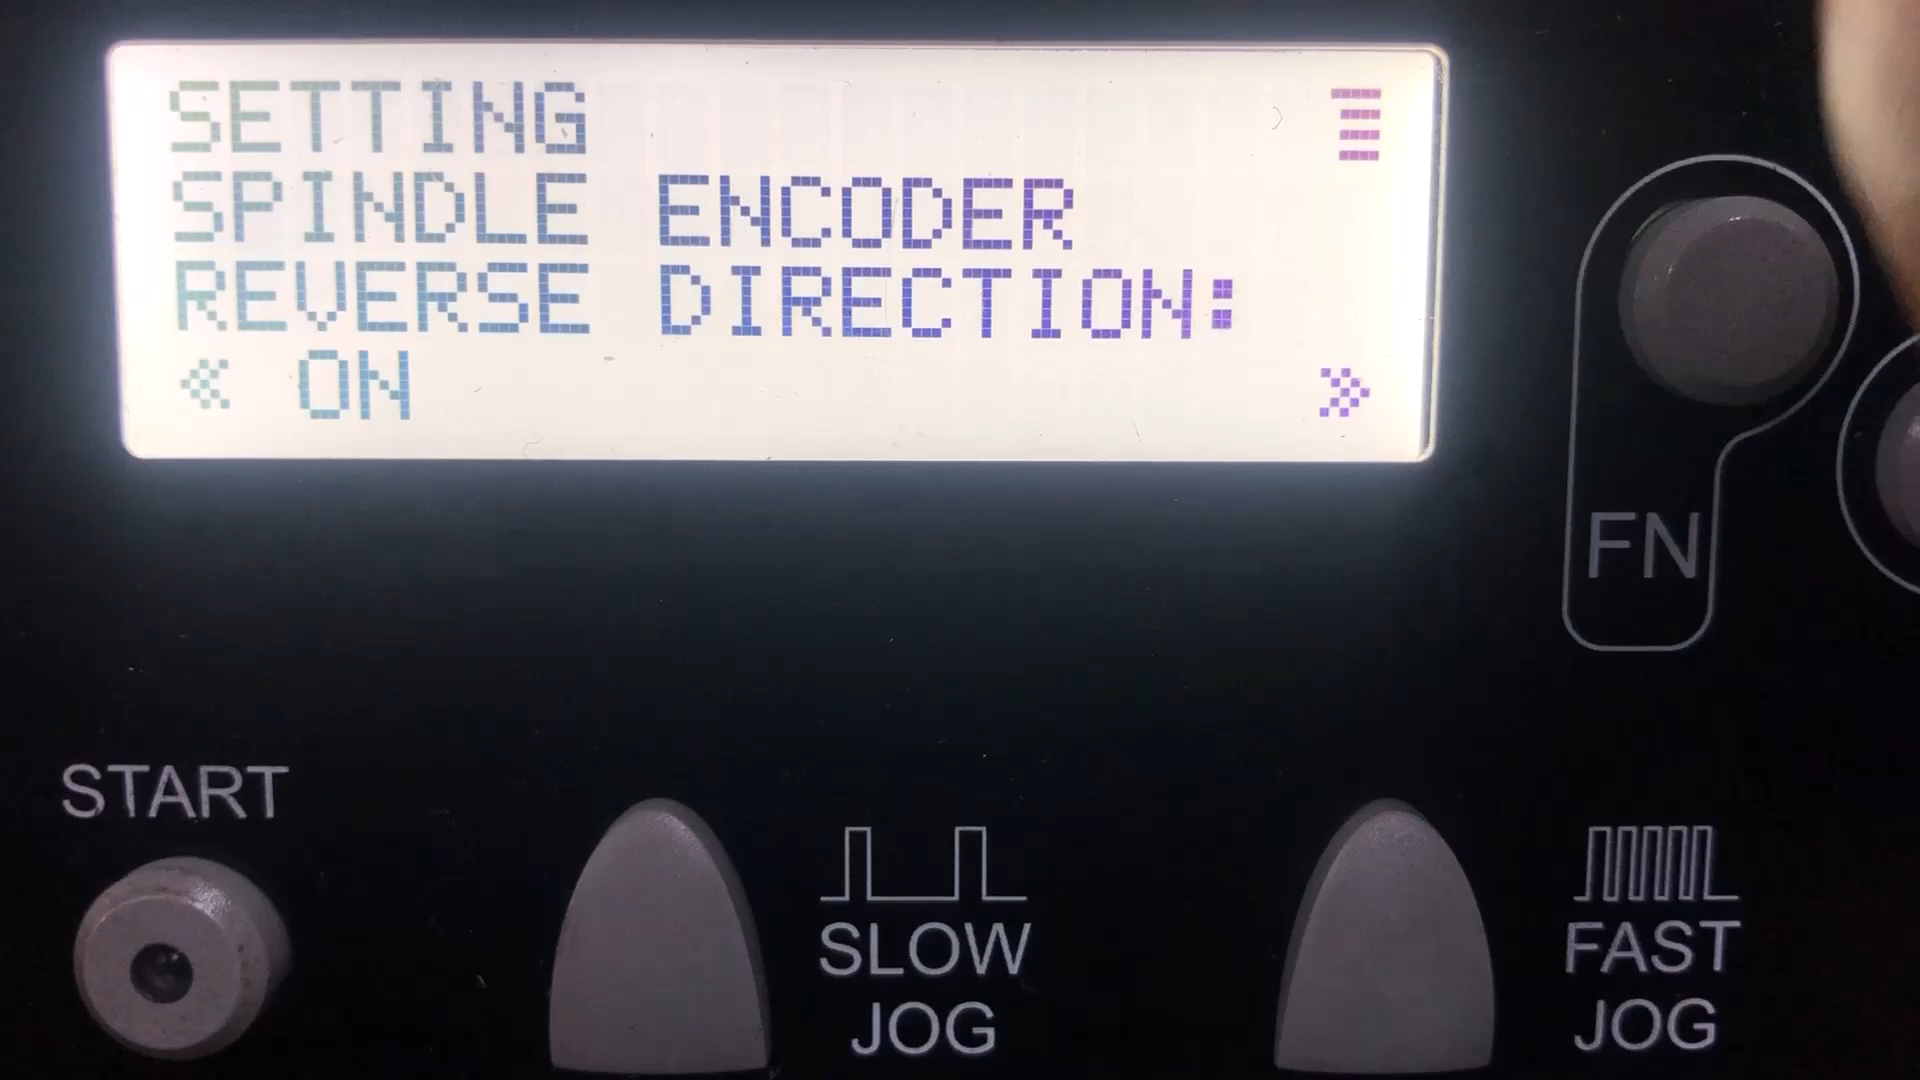 SETTING
SPINDLE ENCODER
REVERSE DIRECTION:
« ON »
FN
START
SLOW
JOG
FAST
JOG